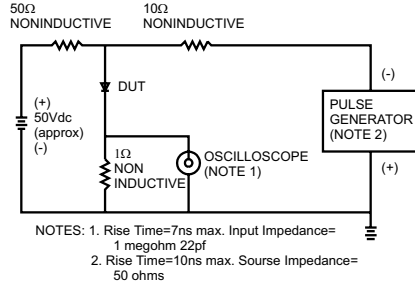 50Ω
NONINDUCTIVE
10Ω
NONINDUCTIVE
(+)
50Vdc
(approx)
(-)
DUT
1Ω
NON
INDUCTIVE
OSCILLOSCOPE
(NOTE 1)
(-)
PULSE
GENERATOR
(NOTE 2)
(+)
NOTES: 1. Rise Time=7ns max. Input Impedance=
1 megohm 22pf
2. Rise Time=10ns max. Sourse Impedance=
50 ohms